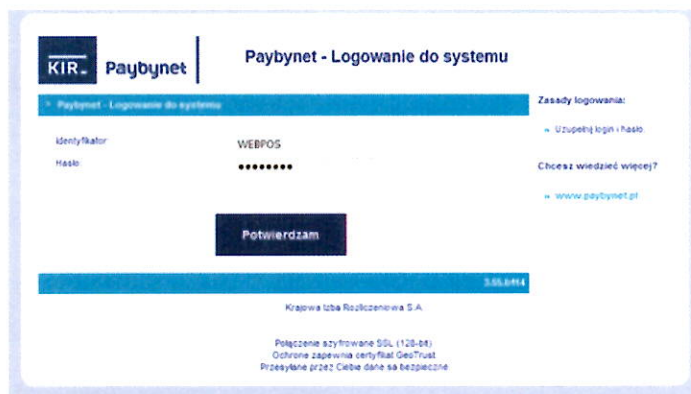 KIR
Paybynet
Paybynet - Logowanie do systemu
Paybynet - Logowanie do systemu
Identyfikator:
WEBPOS
Hasło:
••••••••
Potwierdzam
Zasady logowania:
» Uzupełnij login i hasło.
Chcesz wiedzieć więcej?
» www.paybynet.pl
Krajowa Izba Rozliczeniowa S.A.
Połączenie szyfrowane SSL (128-bit)
Ochronę zapewnia certyfikat GeoTrust
Przesyłane przez Ciebie dane są bezpieczne